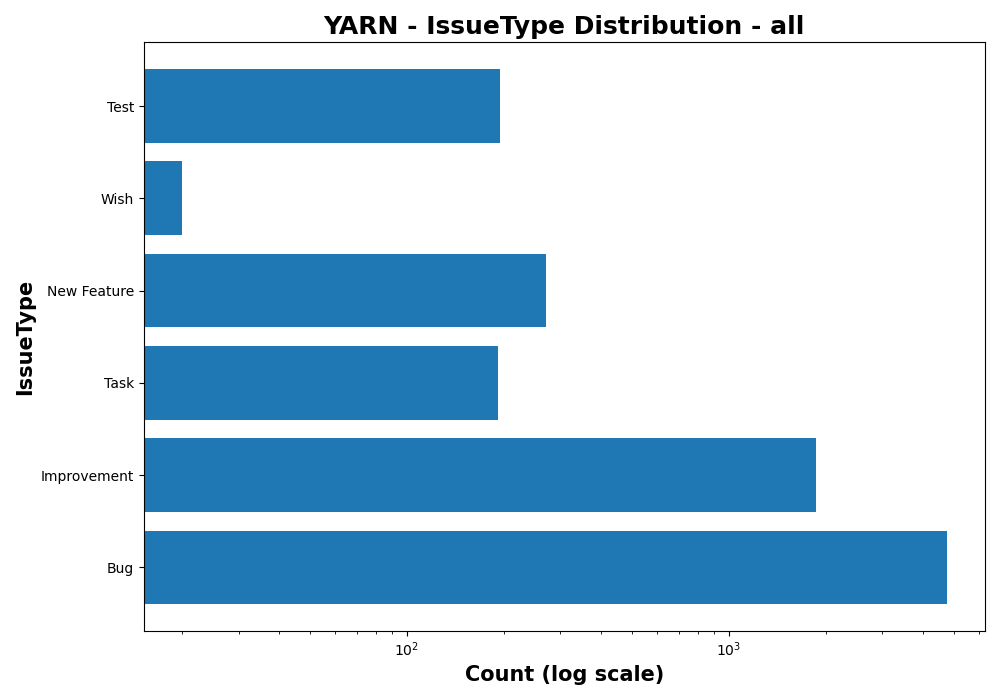 YARN - IssueType Distribution - all
IssueType
Test
Wish
New Feature
Task
Improvement
Bug
10²
10³
Count (log scale)